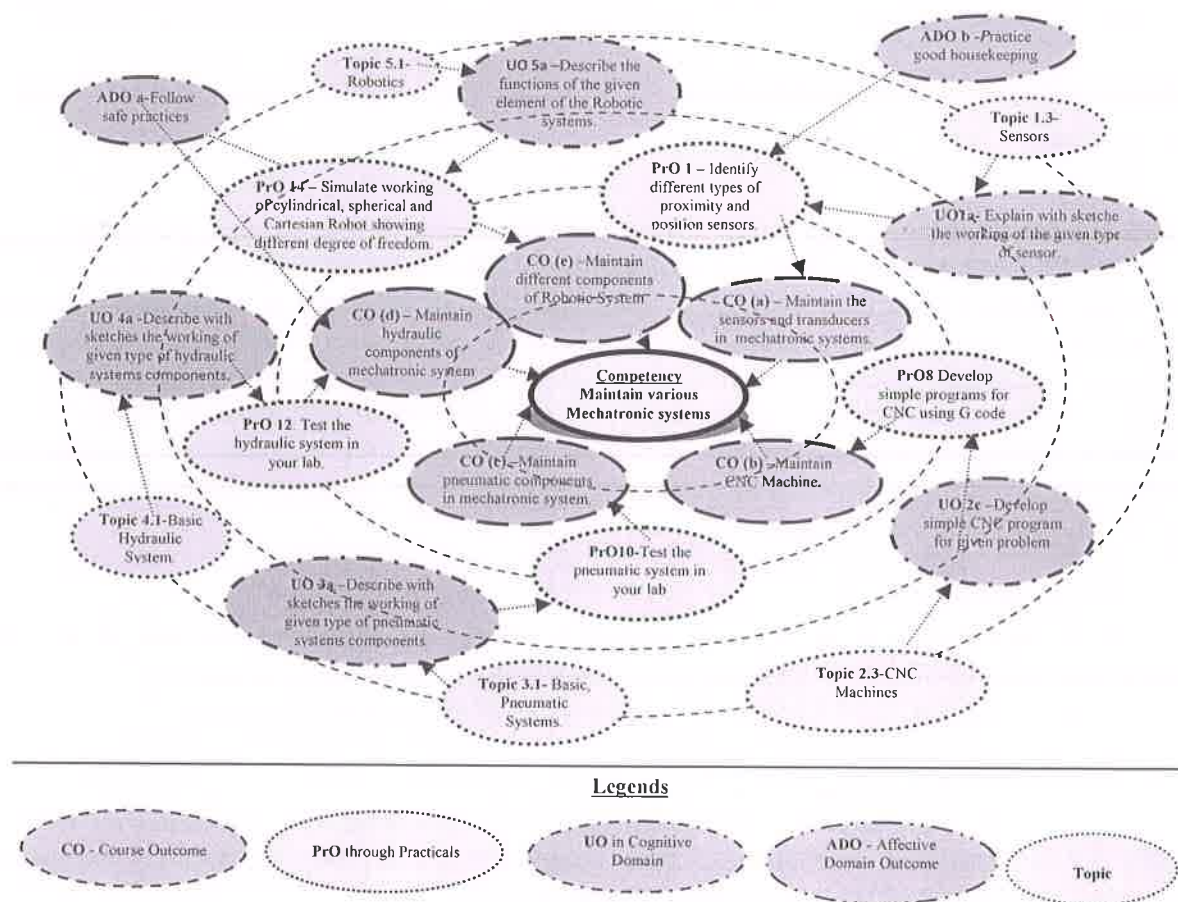 ADO b -Practice
good housekeeping
Topic 5.1-
Robotics
UO 5a –Describe the
functions of the given
element of the Robotic
systems.
ADO a-Follow
safe practices
Topic 1.3-
Sensors
PrO 1 – Identify
different types of
proximity and
position sensors.
PrO 14 – Simulate working
of cylindrical, spherical and
Cartesian Robot showing
different degree of freedom.
UO1a- Explain with sketche
the working of the given type
of sensor.
CO (e) –Maintain
different components
of Robotic System
CO (d) – Maintain
hydraulic
components of
mechatronic system
- CO (a) – Maintain the
sensors and transducers
in mechatronic systems.
UO 4a -Describe with
sketches the working of
given type of hydraulic
systems components.
Competency
Maintain various
Mechatronic systems
PrO8 Develop
simple programs for
CNC using G code
PrO 12. Test the
hydraulic system in
your lab.
CO (c) – Maintain
pneumatic components
in mechatronic system.
CO (b) – Maintain
CNC Machine.
UO 2c –Develop
simple CNC program
for given problem
Topic 4.1-Basic
Hydraulic
System.
PrO10-Test the
pneumatic system in
your lab
UO 3a –Describe with
sketches the working of
given type of pneumatic
systems components.
Topic 3.1- Basic,
Pneumatic
Systems.
Topic 2.3-CNC
Machines
Legends
CO - Course Outcome
PrO through Practicals
UO in Cognitive
Domain
ADO - Affective
Domain Outcome
Topic